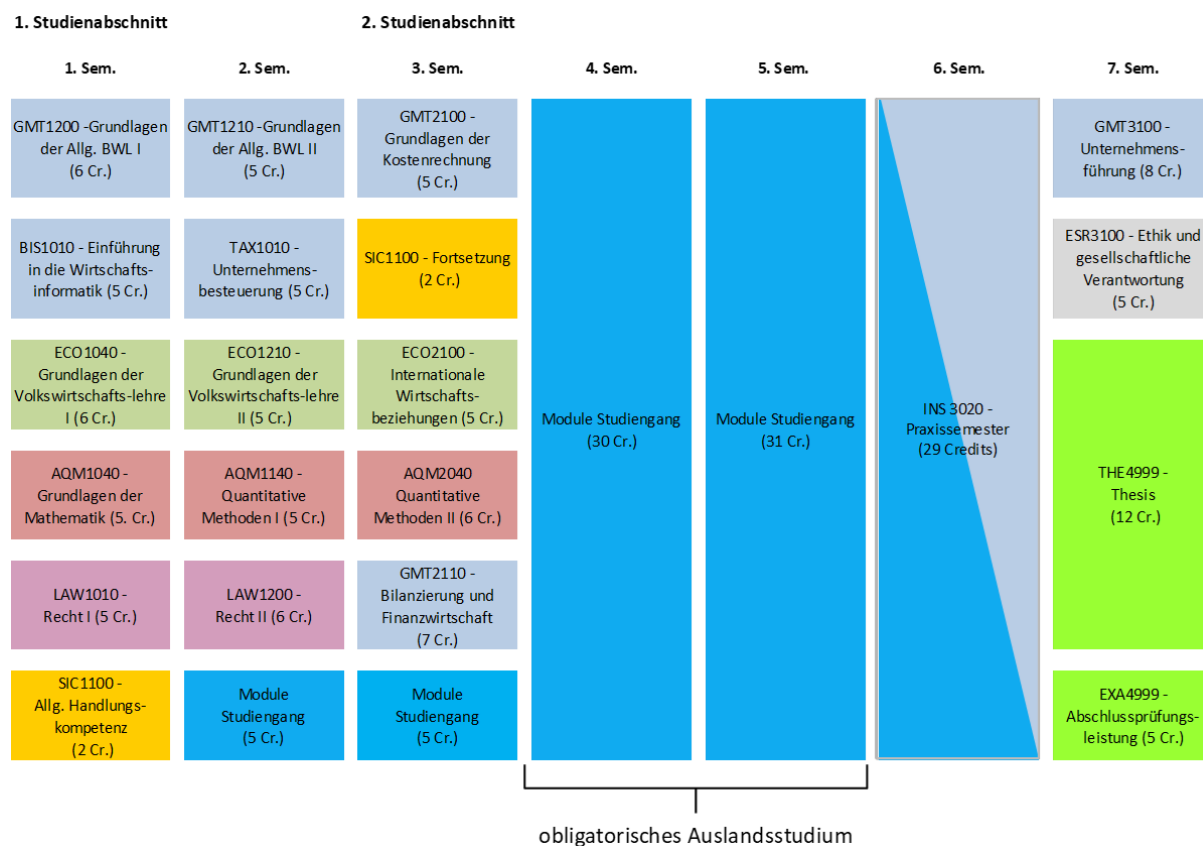 1. Studienabschnitt
2. Studienabschnitt
1. Sem.
2. Sem.
3. Sem.
4. Sem.
5. Sem.
6. Sem.
7. Sem.
GMT1200 -Grundlagen
der Allg. BWL I
(6 Cr.)
GMT1210 -Grundlagen
der Allg. BWL II
(5 Cr.)
GMT2100 -
Grundlagen der
Kostenrechnung
(5 Cr.)
GMT3100 -
Unternehmens-
führung (8 Cr.)
BIS1010 - Einführung
in die Wirtschafts-
informatik (5 Cr.)
TAX1010 -
Unternehmens-
besteuerung (5 Cr.)
SIC1100 - Fortsetzung
(2 Cr.)
ESR3100 - Ethik und
gesellschaftliche
Verantwortung
(5 Cr.)
ECO1040 -
Grundlagen der
Volkswirtschafts-lehre
I (6 Cr.)
ECO1210 -
Grundlagen der
Volkswirtschafts-lehre
II (5 Cr.)
ECO2100 -
Internationale
Wirtschafts-
beziehungen (5 Cr.)
Module Studiengang
(30 Cr.)
Module Studiengang
(31 Cr.)
INS 3020 -
Praxissemester
(29 Credits)
AQM1040 -
Grundlagen der
Mathematik (5. Cr.)
AQM1140 -
Quantitative
Methoden I (5 Cr.)
AQM2040
Quantitative
Methoden II (6 Cr.)
THE4999 -
Thesis
(12 Cr.)
LAW1010 -
Recht I (5 Cr.)
LAW1200 -
Recht II (6 Cr.)
GMT2110 -
Bilanzierung und
Finanzwirtschaft
(7 Cr.)
SIC1100 -
Allg. Handlungs-
kompetenz
(2 Cr.)
Module
Studiengang
(5 Cr.)
Module
Studiengang
(5 Cr.)
EXA4999 -
Abschlussprüfungs-
leistung (5 Cr.)
obligatorisches Auslandsstudium